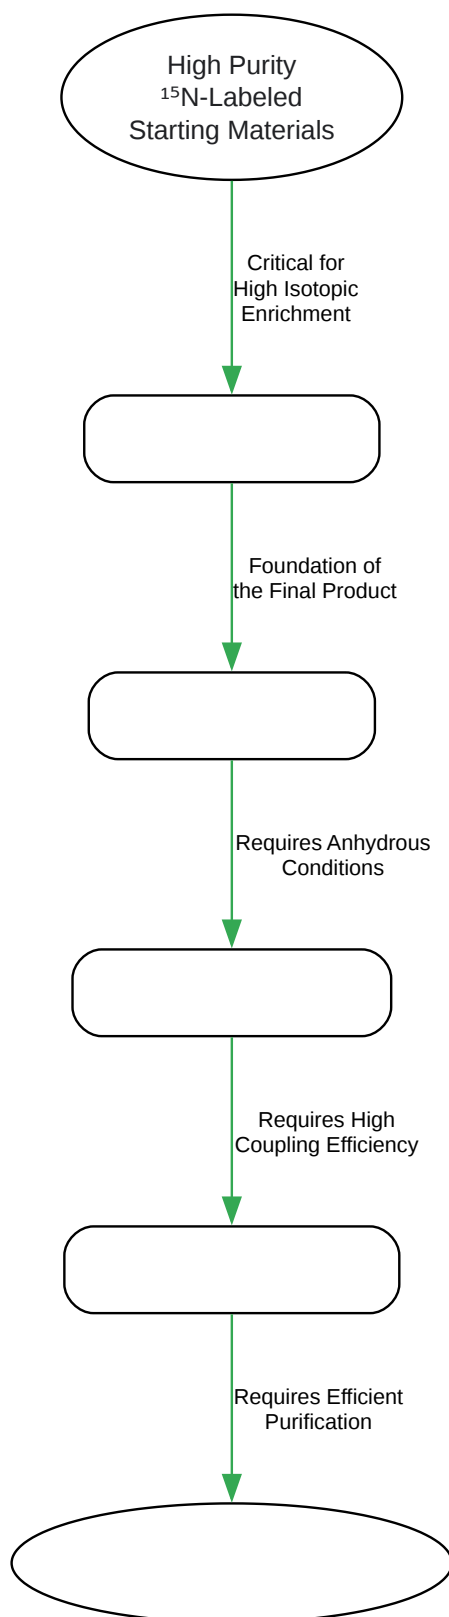 High Purity
¹⁵N-Labeled
Starting Materials
Critical for
High Isotopic
Enrichment
Foundation of
the Final Product
Requires Anhydrous
Conditions
Requires High
Coupling Efficiency
Requires Efficient
Purification